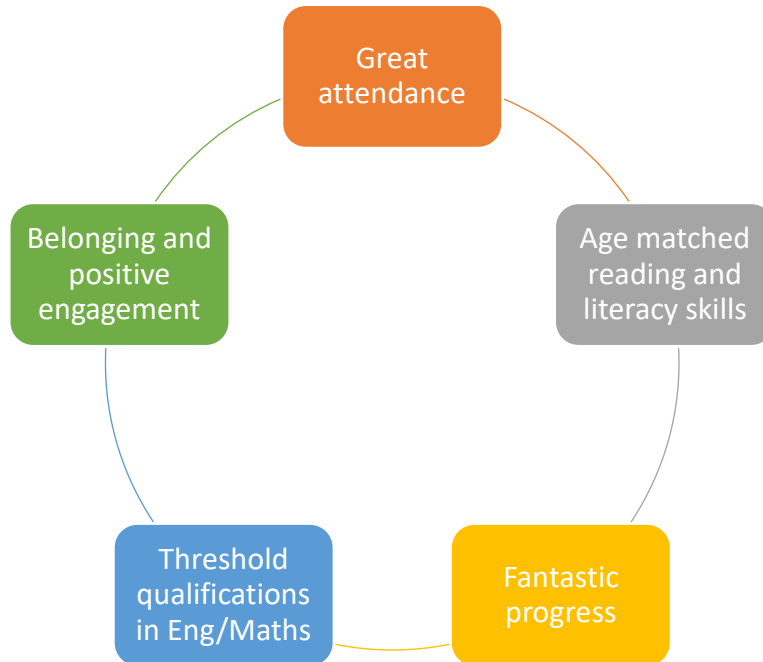 Great
attendance
Age matched
reading and
literacy skills
Fantastic
progress
Threshold
qualifications
in Eng/Maths
Belonging and
positive
engagement